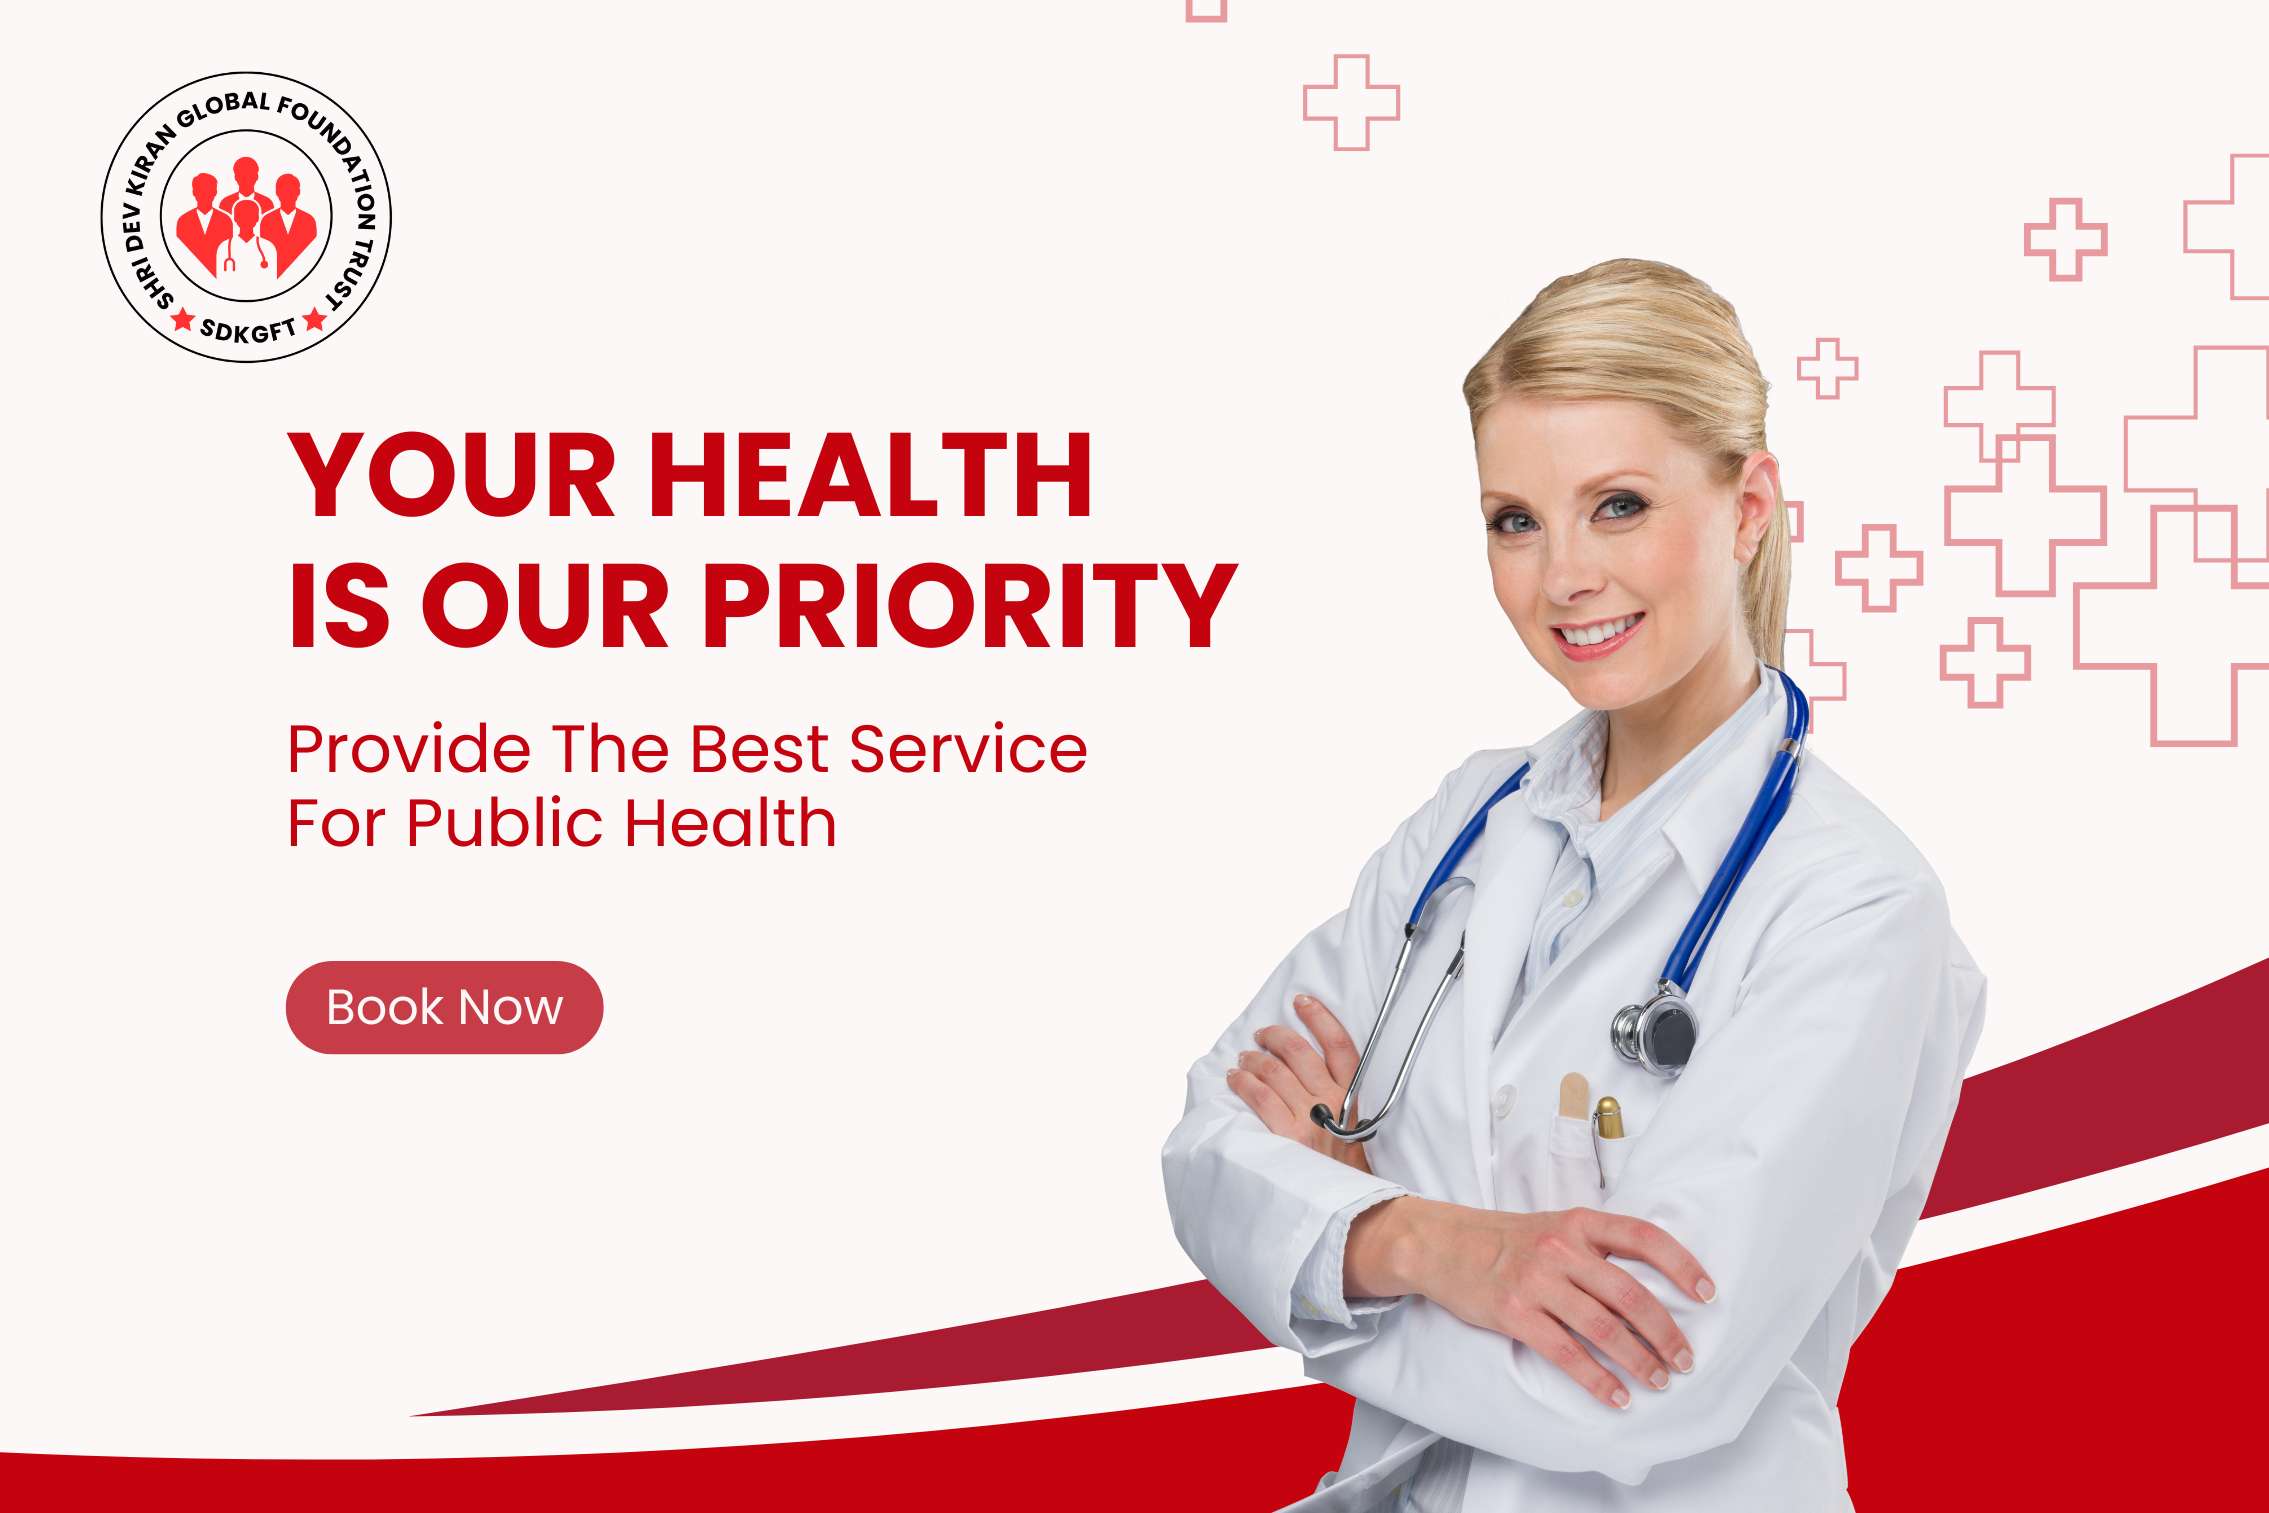 SHRI DEV KIRAN GLOBAL FOUNDATION TRUST
SDKGFT
YOUR HEALTH
IS OUR PRIORITY
Provide The Best Service
For Public Health
Book Now